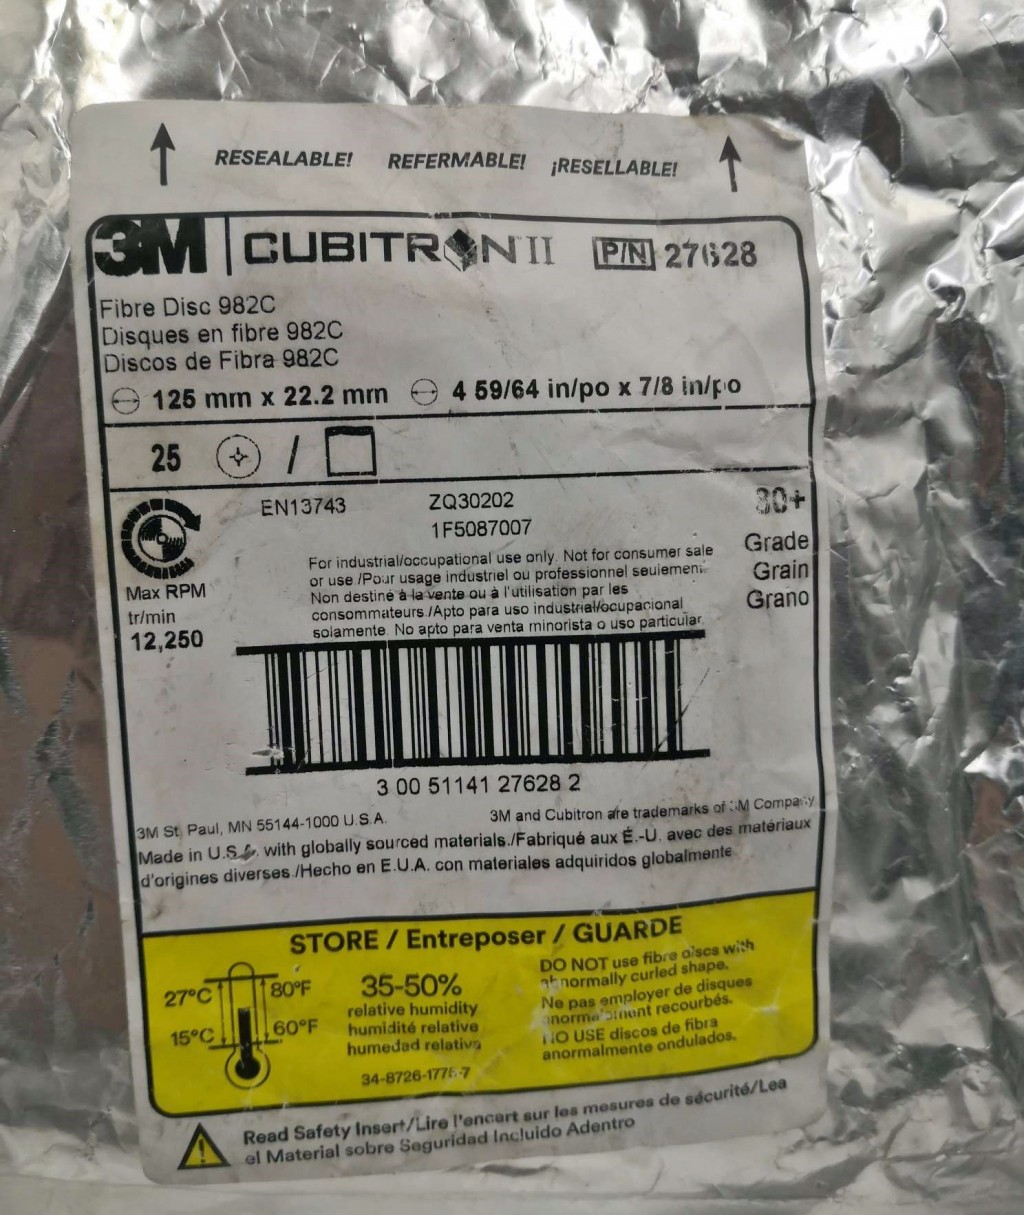 RESEALABLE! REFERMABLE! ¡RESELLABLE!
3M CUBITRON™ II P/N 27628
Fibre Disc 982C
Disques en fibre 982C
Discos de Fibra 982C
125 mm x 22.2 mm 4 59/64 in/po x 7/8 in/po
25 /
EN13743 ZQ30202
1F5087007
80+
Grade
Grain
Grano
Max RPM
tr/min
12,250
For industrial/occupational use only. Not for consumer sale
or use /Pour usage industriel ou professionnel seulement.
Non destiné à la vente ou à l'utilisation par les
consommateurs./Apto para uso industrial/ocupacional
solamente. No apto para venta minorista o uso particular.
3 00 51141 27628 2
3M St. Paul, MN 55144-1000 U.S.A. 3M and Cubitron are trademarks of 3M Company
Made in U.S.A. with globally sourced materials./Fabriqué aux É.-U. avec des matériaux
d'origines diverses./Hecho en E.U.A. con materiales adquiridos globalmente
STORE / Entreposer / GUARDE
27°C 80°F
15°C 60°F
35-50%
relative humidity
humidité relative
humedad relativa
34-8726-1775-7
DO NOT use fibre discs with
abnormally curled shape.
Ne pas employer de disques
anormalement recourbés.
NO USE discos de fibra
anormalmente ondulados.
Read Safety Insert/Lire l'encart sur les mesures de sécurité/Lea
el Material sobre Seguridad Incluido Adentro